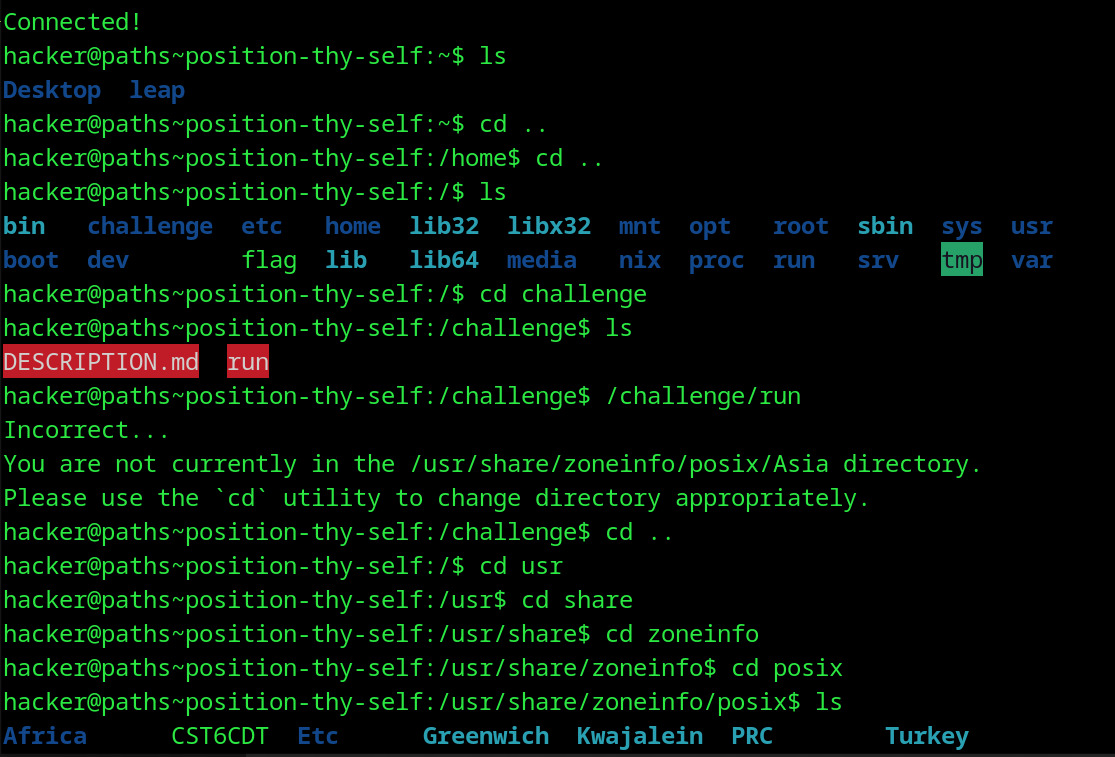 Connected!
hacker@paths~position-thy-self:~$ ls
Desktop  leap
hacker@paths~position-thy-self:~$ cd ..
hacker@paths~position-thy-self:/home$ cd ..
hacker@paths~position-thy-self:/$ ls
bin   challenge  etc   home  lib32  libx32  mnt  opt   root  sbin  sys  usr
boot  dev        flag  lib   lib64  media   nix  proc  run   srv   tmp  var
hacker@paths~position-thy-self:/$ cd challenge
hacker@paths~position-thy-self:/challenge$ ls
DESCRIPTION.md  run
hacker@paths~position-thy-self:/challenge$ /challenge/run
Incorrect...
You are not currently in the /usr/share/zoneinfo/posix/Asia directory.
Please use the `cd` utility to change directory appropriately.
hacker@paths~position-thy-self:/challenge$ cd ..
hacker@paths~position-thy-self:/$ cd usr
hacker@paths~position-thy-self:/usr$ cd share
hacker@paths~position-thy-self:/usr/share$ cd zoneinfo
hacker@paths~position-thy-self:/usr/share/zoneinfo$ cd posix
hacker@paths~position-thy-self:/usr/share/zoneinfo/posix$ ls
Africa      CST6CDT  Etc      Greenwich  Kwajalein  PRC        Turkey